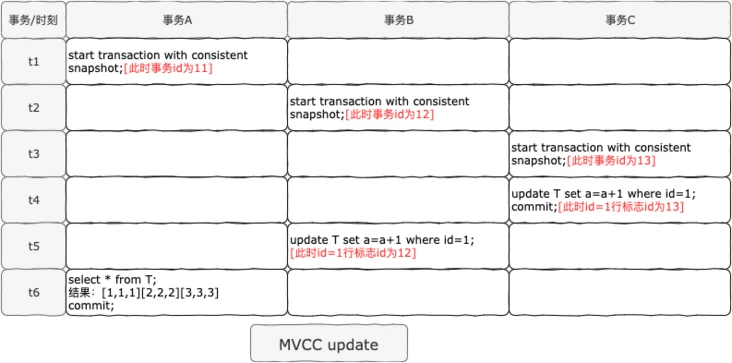 事务/时刻
事务A
事务B
事务C
t1
start transaction with consistent
snapshot;[此时事务id为11]
t2
start transaction with consistent
snapshot;[此时事务id为12]
t3
start transaction with consistent
snapshot;[此时事务id为13]
t4
update T set a=a+1 where id=1;
commit;[此时id=1行标志id为13]
t5
update T set a=a+1 where id=1;
[此时id=1行标志id为12]
t6
select * from T;
结果：[1,1,1][2,2,2][3,3,3]
commit;
MVCC update